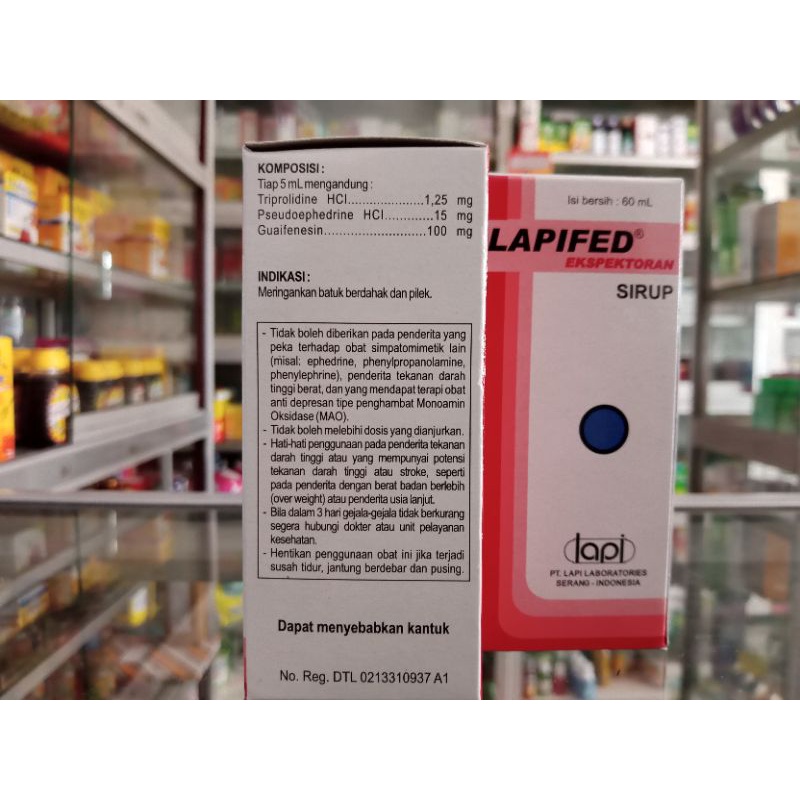 KOMPOSISI :
Tiap 5 mL mengandung :
Triprolidine HCl.....................1,25 mg
Pseudoephedrine HCl.............15 mg
Guaifenesin............................100 mg
INDIKASI :
Meringankan batuk berdahak dan pilek.
- Tidak boleh diberikan pada penderita yang
peka terhadap obat simpatomimetik lain
(misal: ephedrine, phenylpropanolamine,
phenylephrine), penderita tekanan darah
tinggi berat, dan yang mendapat terapi obat
anti depresan tipe penghambat Monoamin
Oksidase (MAO).
- Tidak boleh melebihi dosis yang dianjurkan.
- Hati-hati penggunaan pada penderita tekanan
darah tinggi atau yang mempunyai potensi
tekanan darah tinggi atau stroke, seperti
pada penderita dengan berat badan berlebih
(over weight) atau penderita usia lanjut.
- Bila dalam 3 hari gejala-gejala tidak berkurang
segera hubungi dokter atau unit pelayanan
kesehatan.
- Hentikan penggunaan obat ini jika terjadi
susah tidur, jantung berdebar dan pusing.
Dapat menyebabkan kantuk
No. Reg. DTL 0213310937 A1
Isi bersih : 60 mL
LAPIFED®
EKSPEKTORAN
SIRUP
lapi
PT. LAPI LABORATORIES
SERANG - INDONESIA